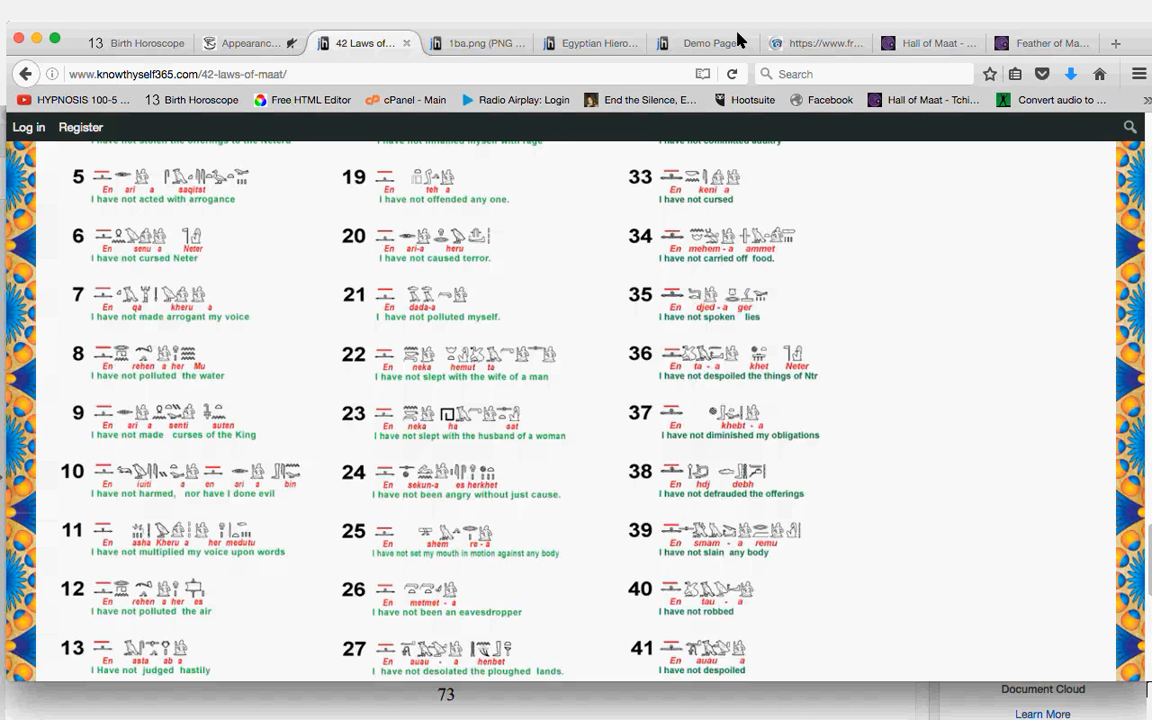 13 Birth Horoscope
Appearanc...
42 Laws of...
1ba.png (PNG ...
Egyptian Hiero...
Demo Page
https://www.fr...
Hall of Maat - ...
Feather of Ma...
www.knowthyself365.com/42-laws-of-maat/
Search
HYPNOSIS 100-5 ...
13 Birth Horoscope
Free HTML Editor
cPanel - Main
Radio Airplay: Login
End the Silence, E...
Hootsuite
Facebook
Hall of Maat - Tchi...
Convert audio to ...
Log in Register
5
En ari a saqitst
I have not acted with arrogance
6
En senu a Neter
I have not cursed Neter
7
En qa kheru a
I have not made arrogant my voice
8
En rehen a her Mu
I have not polluted the water
9
En ari a senti suten
I have not made curses of the King
10
En iuiti a en ari a bin
I have not harmed, nor have I done evil
11
En asha Kheru a her medutu
I have not multiplied my voice upon words
12
En rehen a her es
I have not polluted the air
13
En asta ab a
I Have not judged hastily
19
En teh a
I have not offended any one.
20
En ari-a heru
I have not caused terror.
21
En dada-a
I have not polluted myself.
22
En neka hemut ta
I have not slept with the wife of a man
23
En neka ha sat
I have not slept with the husband of a woman
24
En sekun-a es herkhet
I have not been angry without just cause.
25
En shem re - a
I have not set my mouth in motion against any body
26
En metmet - a
I have not been an eavesdropper
27
En auau - a henbet
I have not desolated the ploughed lands.
33
En keni a
I have not cursed
34
En mehem - a ammet
I have not carried off food.
35
En djed - a ger
I have not spoken lies
36
En ta - a khet Neter
I have not despoiled the things of Ntr
37
En khebt - a
I have not diminished my obligations
38
En hdj debh
I have not defrauded the offerings
39
En smam - a remu
I have not slain any body
40
En tau - a
I have not robbed
41
En auau a
I have not despoiled
73
Document Cloud
Learn More